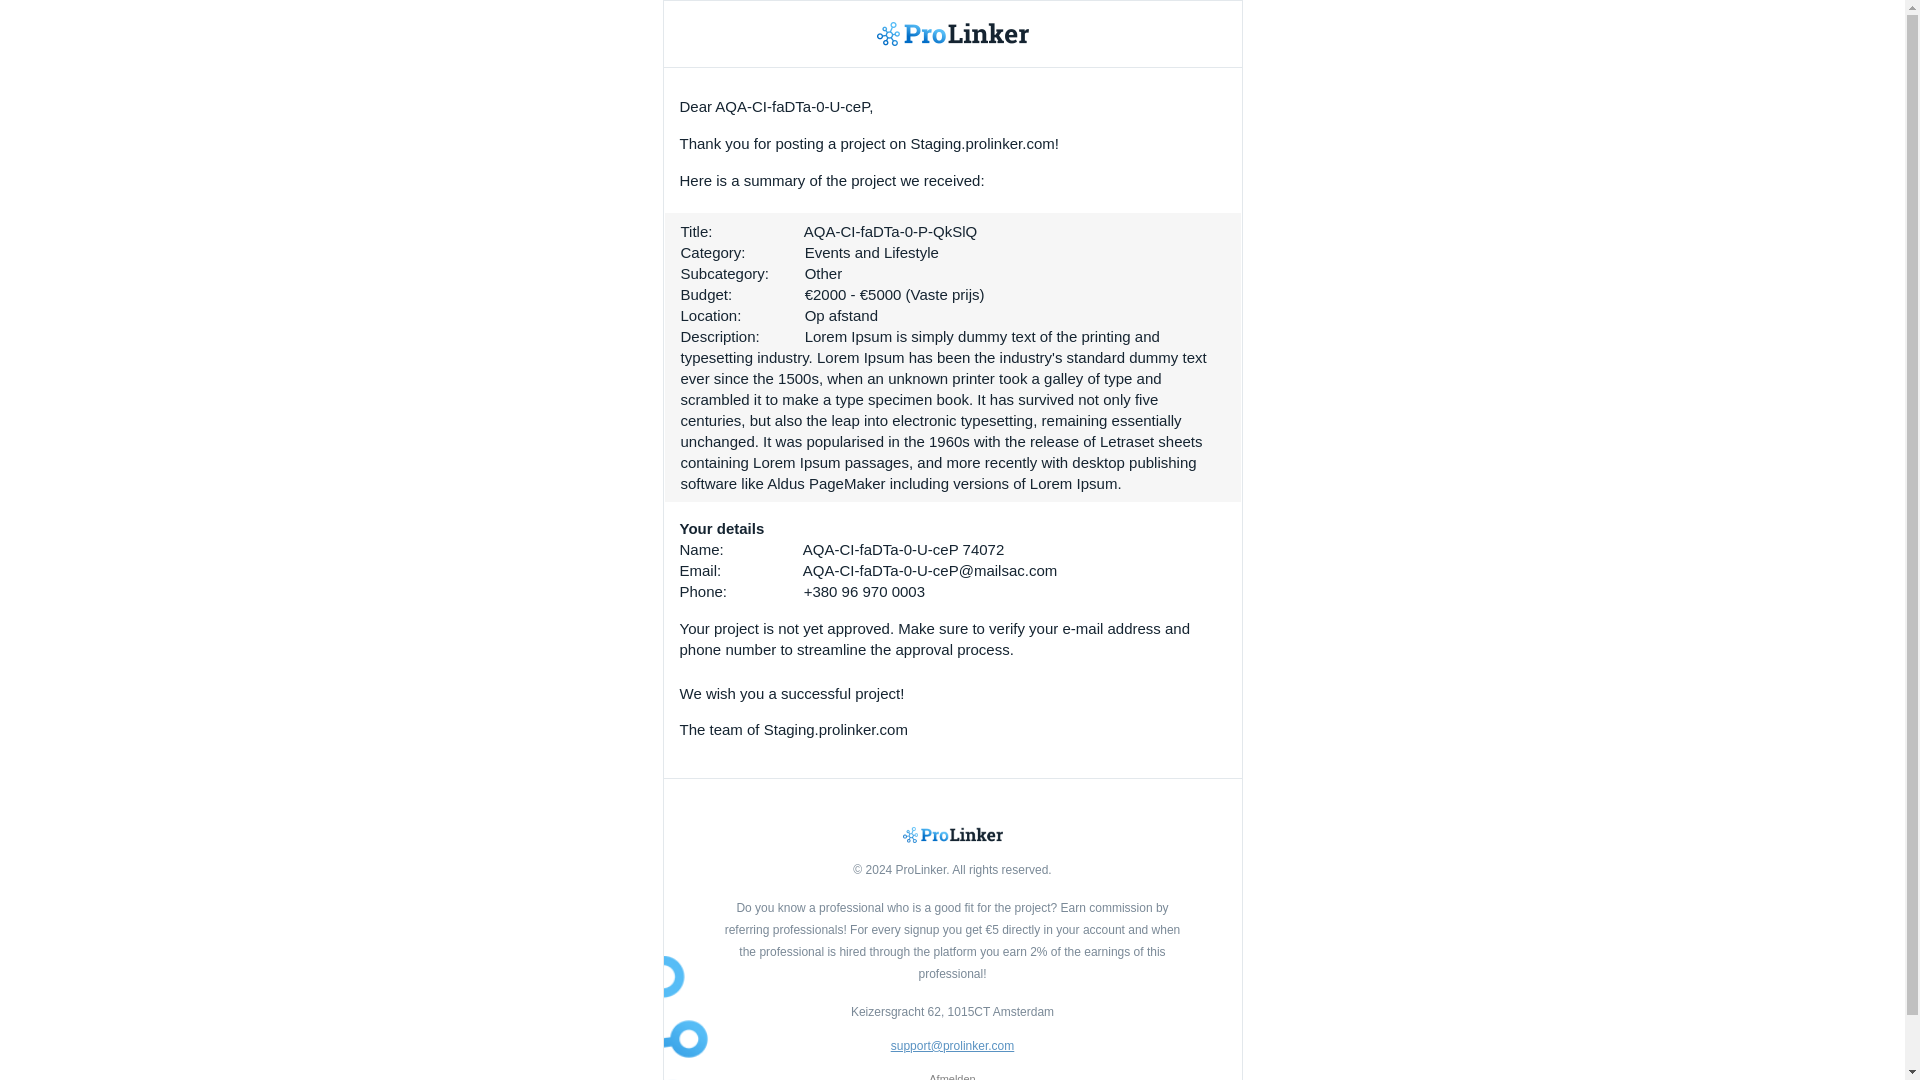 ProLinker
Dear AQA-CI-faDTa-0-U-ceP,
Thank you for posting a project on Staging.prolinker.com!
Here is a summary of the project we received:
Title: AQA-CI-faDTa-0-P-QkSlQ
Category: Events and Lifestyle
Subcategory: Other
Budget: €2000 - €5000 (Vaste prijs)
Location: Op afstand
Description: Lorem Ipsum is simply dummy text of the printing and
typesetting industry. Lorem Ipsum has been the industry's standard dummy text
ever since the 1500s, when an unknown printer took a galley of type and
scrambled it to make a type specimen book. It has survived not only five
centuries, but also the leap into electronic typesetting, remaining essentially
unchanged. It was popularised in the 1960s with the release of Letraset sheets
containing Lorem Ipsum passages, and more recently with desktop publishing
software like Aldus PageMaker including versions of Lorem Ipsum.
Your details
Name: AQA-CI-faDTa-0-U-ceP 74072
Email: AQA-CI-faDTa-0-U-ceP@mailsac.com
Phone: +380 96 970 0003
Your project is not yet approved. Make sure to verify your e-mail address and
phone number to streamline the approval process.
We wish you a successful project!
The team of Staging.prolinker.com
ProLinker
© 2024 ProLinker. All rights reserved.
Do you know a professional who is a good fit for the project? Earn commission by
referring professionals! For every signup you get €5 directly in your account and when
the professional is hired through the platform you earn 2% of the earnings of this
professional!
Keizersgracht 62, 1015CT Amsterdam
support@prolinker.com
Afmelden